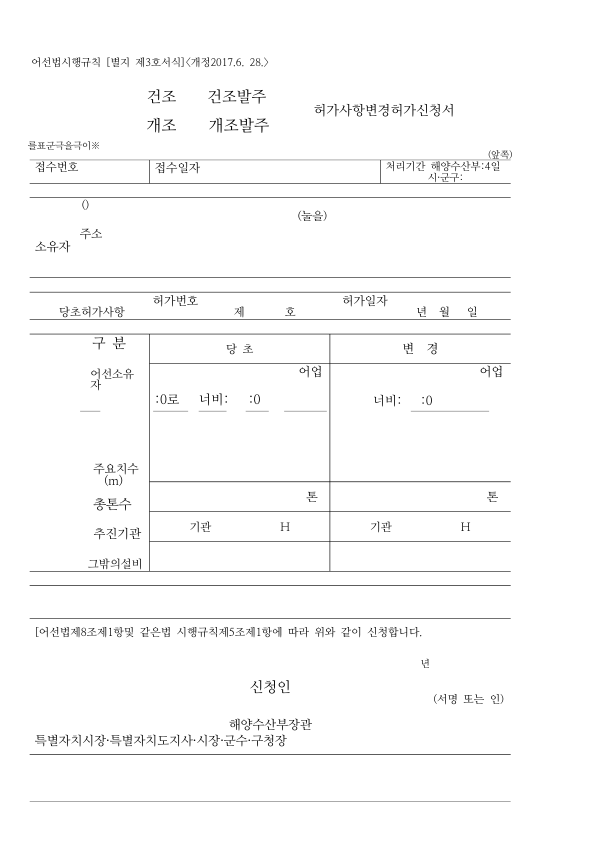 어선법시행규칙 [별지 제3호서식]<개정2017.6. 28.>
건조 건조발주
허가사항변경허가신청서
개조 개조발주
틀표군극율극이※
(앞쪽)
접수번호 접수일자 처리기간 해양수산부:4일
시·군구:
()
(눌을)
주소
소유자
허가번호 허가일자
당초허가사항 제 호 년 월 일
구 분 당 초 변 경
어선소유자 어업 어업
:0로 너비: :0 너비: :0
주요치수
(m)
총톤수 톤 톤
추진기관 기관 H 기관 H
그밖의설비
[어선법제8조제1항및 같은법 시행규칙제5조제1항에 따라 위와 같이 신청합니다.
년
신청인
(서명 또는 인)
해양수산부장관
특별자치시장·특별자치도지사·시장·군수·구청장